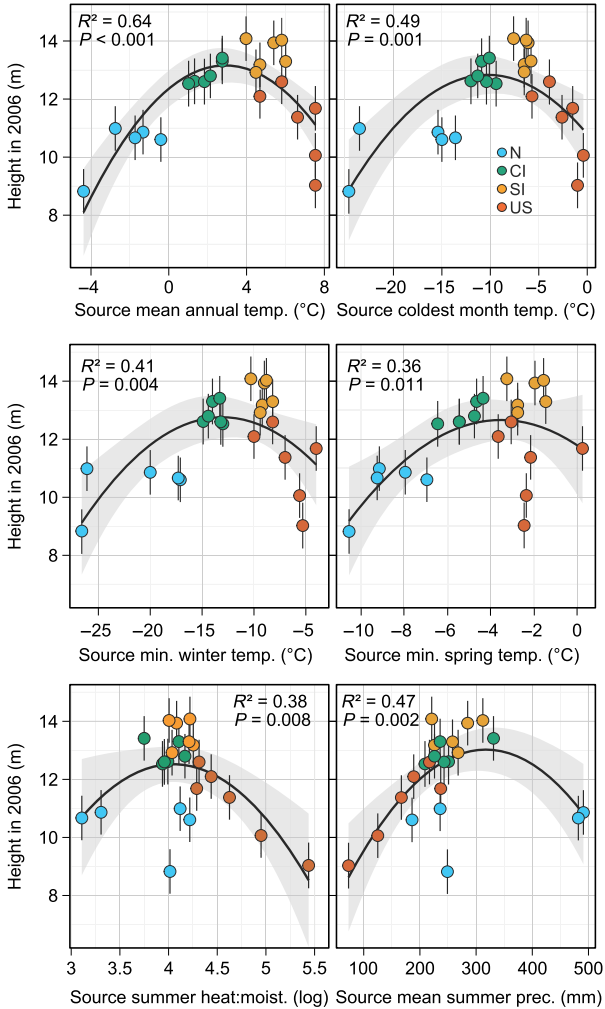 R² = 0.64
P < 0.001
R² = 0.49
P = 0.001
14
12
10
8
Height in 2006 (m)
N
CI
SI
US
−4 0 4 8
−20 −15 −10 −5 0
Source mean annual temp. (°C)
Source coldest month temp. (°C)
R² = 0.41
P = 0.004
R² = 0.36
P = 0.011
14
12
10
8
Height in 2006 (m)
−25 −20 −15 −10 −5
−10 −8 −6 −4 −2 0
Source min. winter temp. (°C)
Source min. spring temp. (°C)
R² = 0.38
P = 0.008
R² = 0.47
P = 0.002
14
12
10
8
Height in 2006 (m)
3 3.5 4 4.5 5 5.5
100 200 300 400 500
Source summer heat:moist. (log)
Source mean summer prec. (mm)